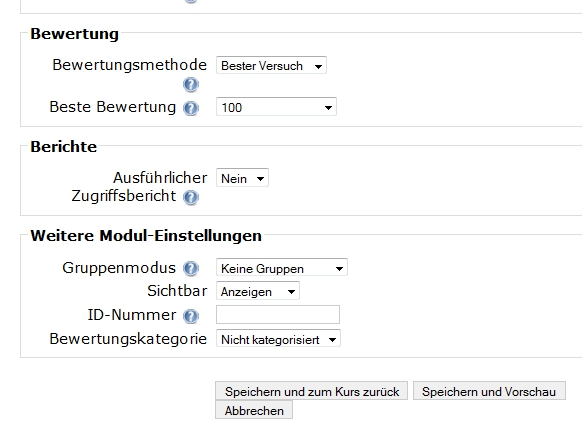 Bewertung
Bewertungsmethode Bester Versuch
Beste Bewertung 100
Berichte
Ausführlicher Nein
Zugriffsbericht
Weitere Modul-Einstellungen
Gruppenmodus Keine Gruppen
Sichtbar Anzeigen
ID-Nummer
Bewertungskategorie Nicht kategorisiert
Speichern und zum Kurs zurück Speichern und Vorschau
Abbrechen